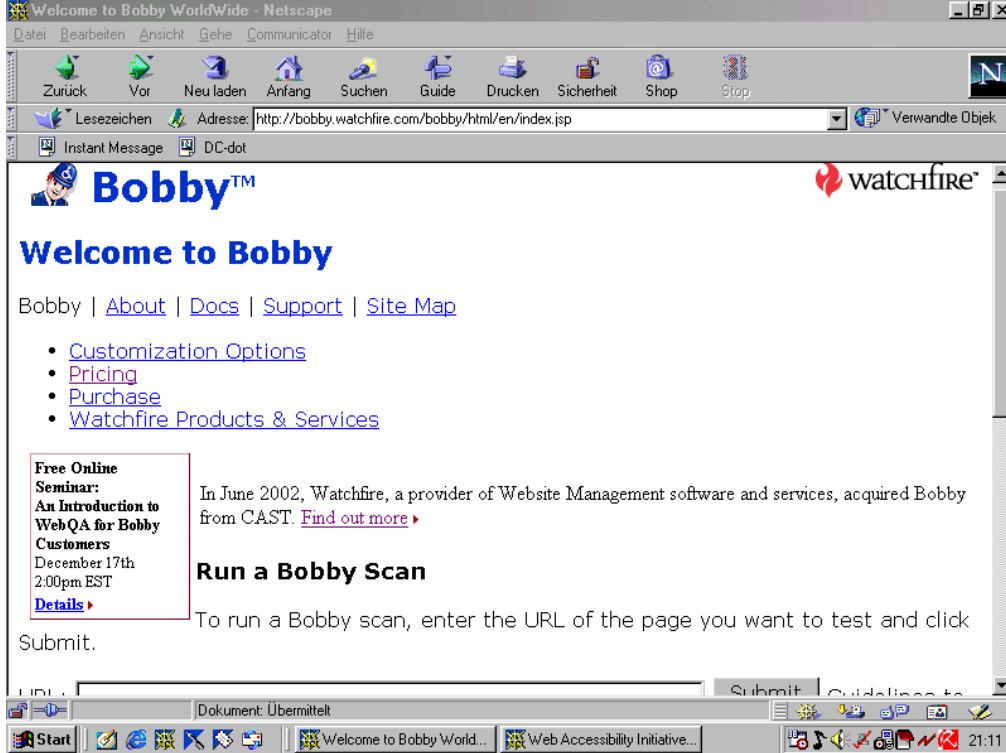 Welcome to Bobby WorldWide - Netscape
Datei Bearbeiten Ansicht Gehe Communicator Hilfe
Zurück Vor Neu laden Anfang Suchen Guide Drucken Sicherheit Shop Stop
N
Lesezeichen Adresse: http://bobby.watchfire.com/bobby/html/en/index.jsp Verwandte Objek
Instant Message DC-dot
Bobby™ watchfire
Welcome to Bobby
Bobby | About | Docs | Support | Site Map
• Customization Options
• Pricing
• Purchase
• Watchfire Products & Services
Free Online
Seminar:
An Introduction to
WebQA for Bobby
Customers
December 17th
2:00pm EST
Details
In June 2002, Watchfire, a provider of Website Management software and services, acquired Bobby
from CAST. Find out more
Run a Bobby Scan
To run a Bobby scan, enter the URL of the page you want to test and click
Submit.
URL: Submit Guidelines to
Dokument: Übermittelt
Start Welcome to Bobby World... Web Accessibility Initiative... 21:11